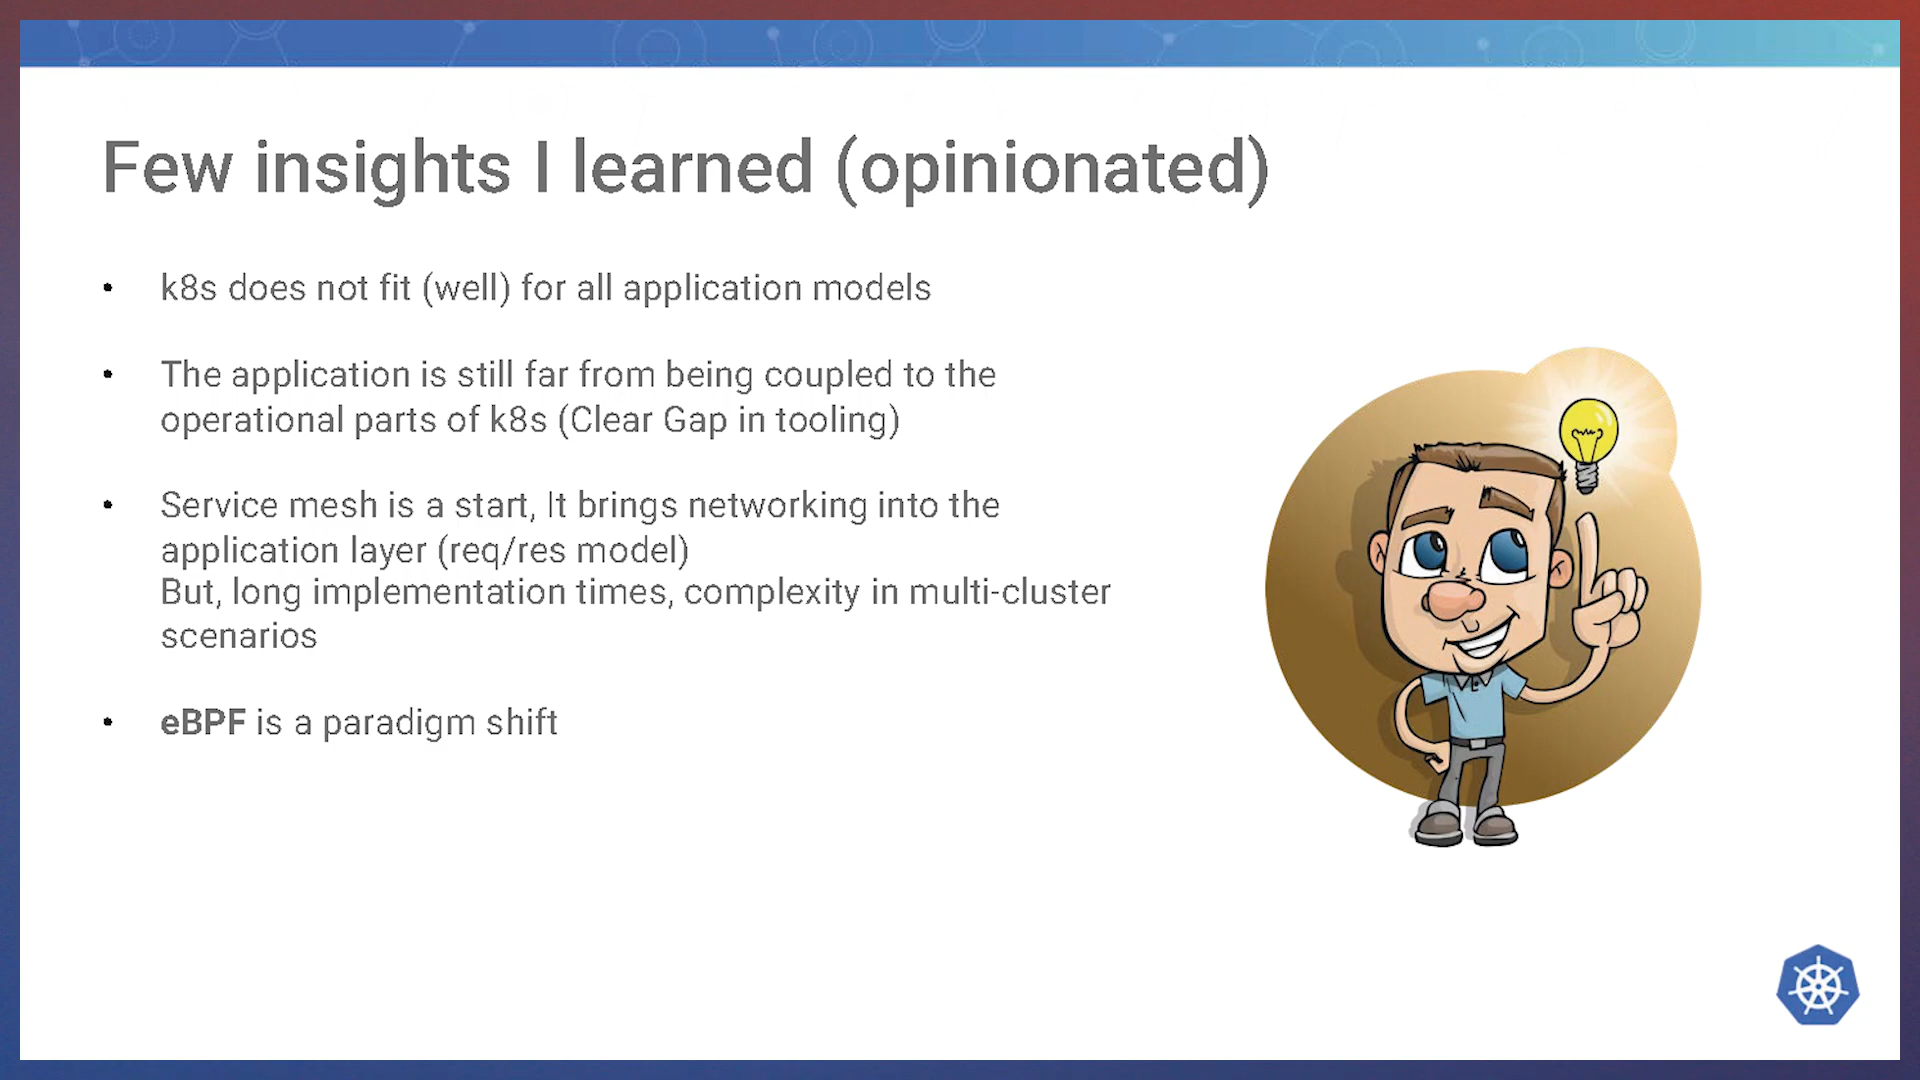 Few insights I learned (opinionated)
• k8s does not fit (well) for all application models
• The application is still far from being coupled to the
operational parts of k8s (Clear Gap in tooling)
• Service mesh is a start, It brings networking into the
application layer (req/res model)
But, long implementation times, complexity in multi-cluster
scenarios
• eBPF is a paradigm shift